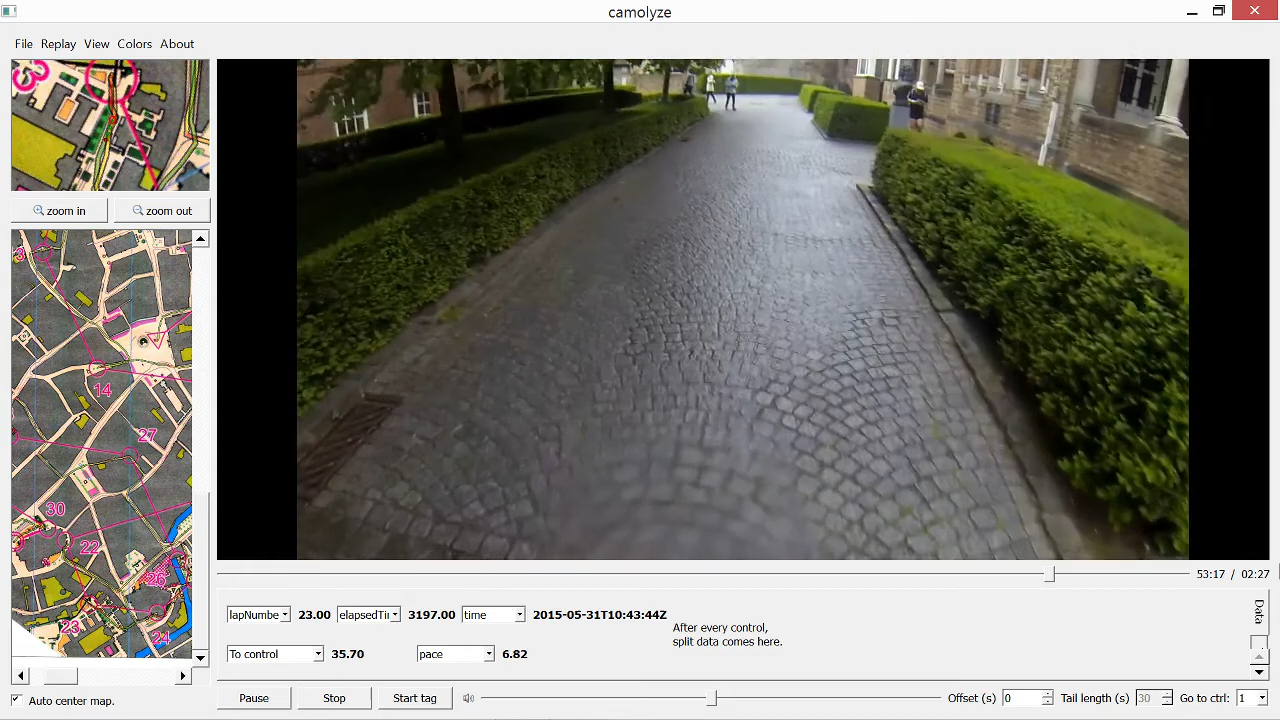 camolyze
File Replay View Colors About
3
zoom in zoom out
3
14
27
30
22
26
23
24
53:17 / 02:27
lapNumbe 23.00 elapsedTi 3197.00 time 2015-05-31T10:43:44Z
After every control,
split data comes here.
To control 35.70 pace 6.82
Data
Auto center map.
Pause Stop Start tag Offset (s) 0 Tail length (s) 30 Go to ctrl: 1